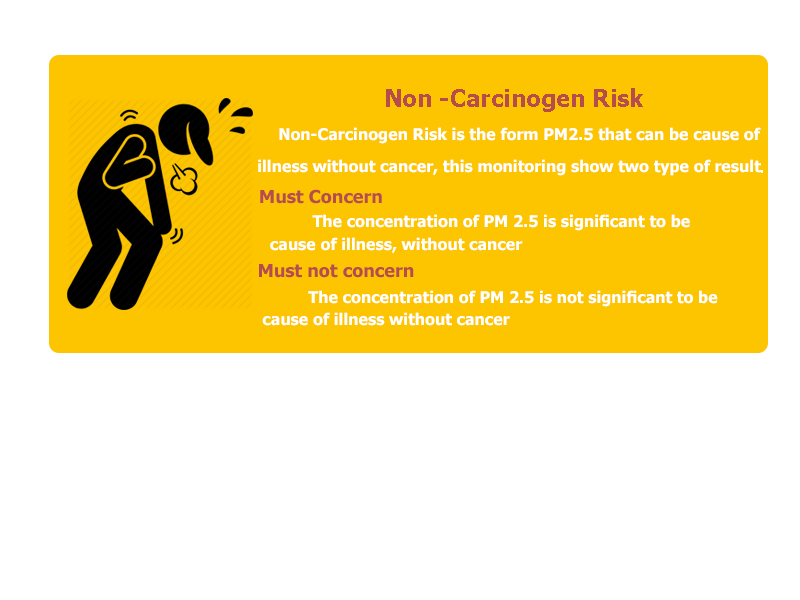 Non -Carcinogen Risk
Non-Carcinogen Risk is the form PM2.5 that can be cause of
illness without cancer, this monitoring show two type of result.
Must Concern
The concentration of PM 2.5 is significant to be
cause of illness, without cancer
Must not concern
The concentration of PM 2.5 is not significant to be
cause of illness without cancer